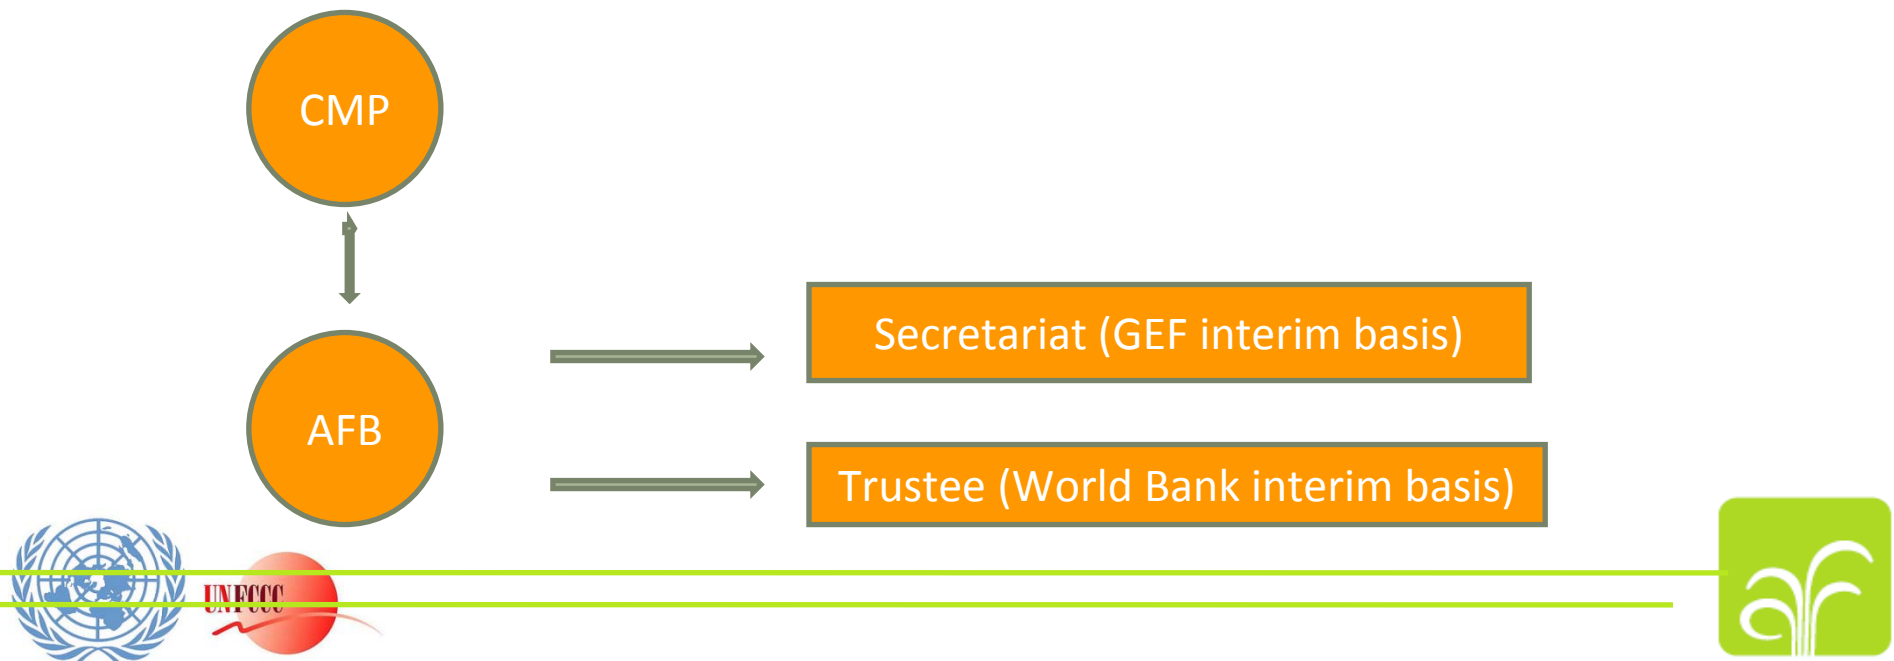 CMP
Secretariat (GEF interim basis)
AFB
Trustee (World Bank interim basis)
UNFCCC